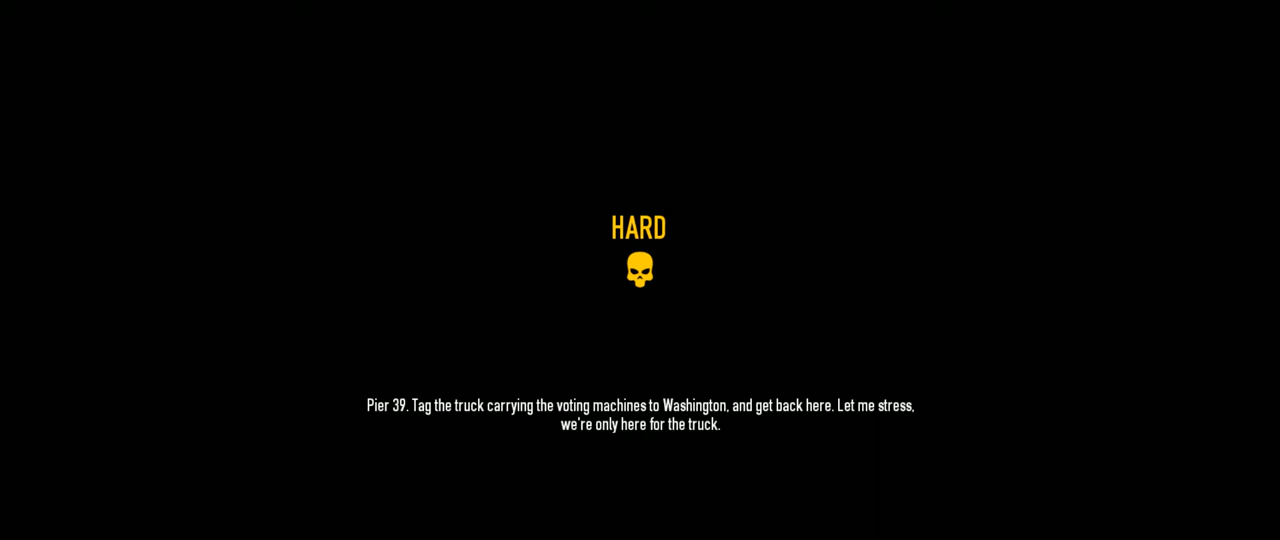 HARD
Pier 39. Tag the truck carrying the voting machines to Washington, and get back here. Let me stress,
we're only here for the truck.